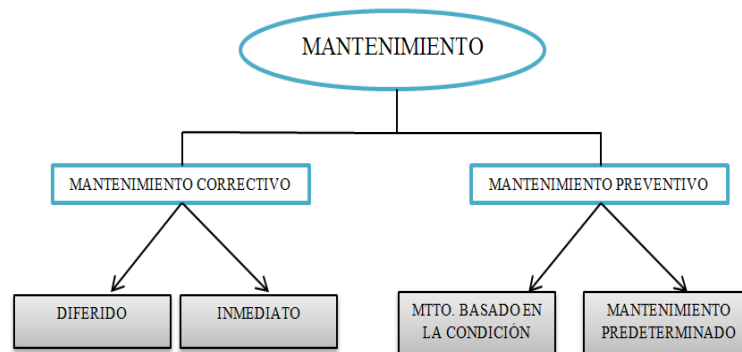 MANTENIMIENTO
MANTENIMIENTO CORRECTIVO
MANTENIMIENTO PREVENTIVO
DIFERIDO
INMEDIATO
MTTO. BASADO EN
LA CONDICIÓN
MANTENIMIENTO
PREDETERMINADO